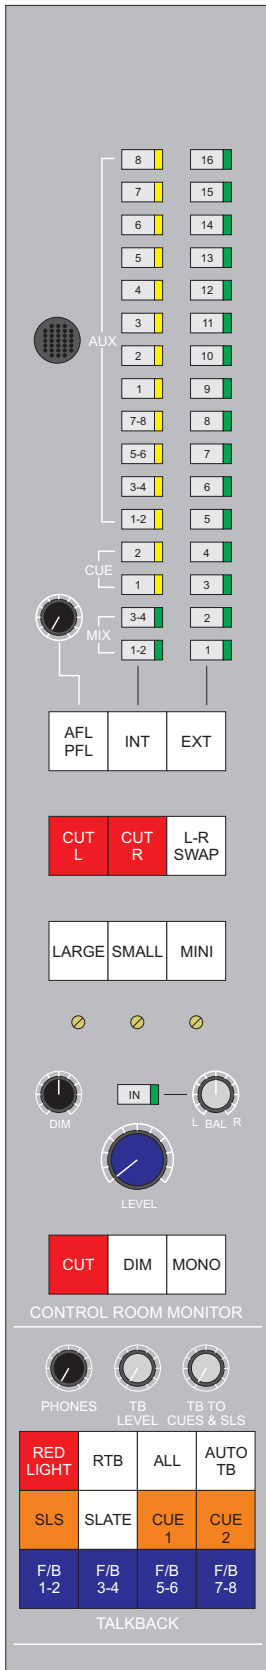 8 16
7 15
6 14
5 13
4 12
3 11
AUX
2 10
1 9
7-8 8
5-6 7
3-4 6
1-2 5
2 4
CUE
1 3
3-4 2
MIX
1-2 1
AFL PFL INT EXT
CUT L CUT R L-R SWAP
LARGE SMALL MINI
IN
DIM L BAL R
LEVEL
CUT DIM MONO
CONTROL ROOM MONITOR
PHONES TB LEVEL TB TO CUES & SLS
RED LIGHT RTB ALL AUTO TB
SLS SLATE CUE 1 CUE 2
F/B 1-2 F/B 3-4 F/B 5-6 F/B 7-8
TALKBACK